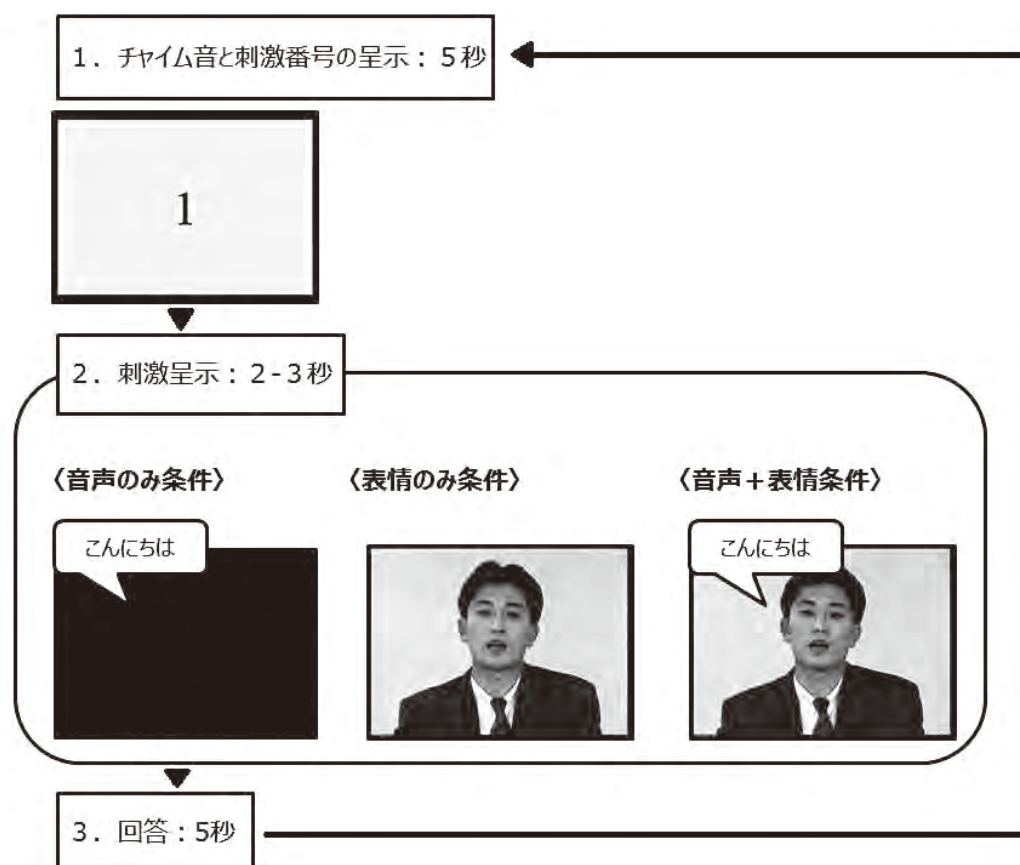 1．チャイム音と刺激番号の呈示：5秒
1
2．刺激呈示：2-3秒
〈音声のみ条件〉
〈表情のみ条件〉
〈音声＋表情条件〉
こんにちは
こんにちは
3．回答：5秒